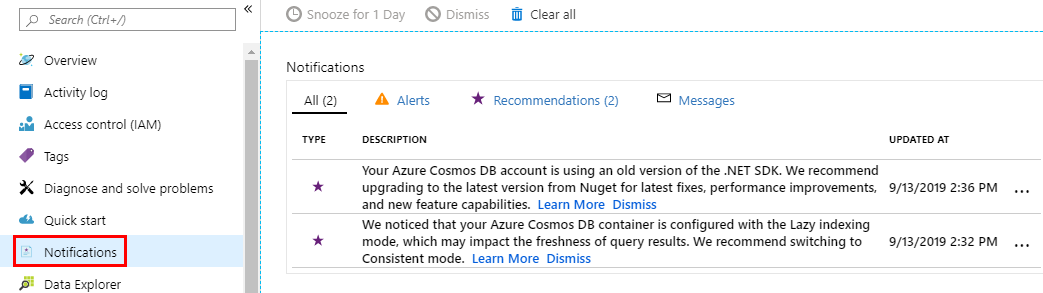 Search (Ctrl+/)
«
Overview
Activity log
Access control (IAM)
Tags
Diagnose and solve problems
Quick start
Notifications
Data Explorer
Snooze for 1 Day Dismiss Clear all
Notifications
All (2) Alerts Recommendations (2) Messages
TYPE DESCRIPTION UPDATED AT
Your Azure Cosmos DB account is using an old version of the .NET SDK. We recommend
upgrading to the latest version from Nuget for latest fixes, performance improvements,
and new feature capabilities. Learn More Dismiss
9/13/2019 2:36 PM ...
We noticed that your Azure Cosmos DB container is configured with the Lazy indexing
mode, which may impact the freshness of query results. We recommend switching to
Consistent mode. Learn More Dismiss
9/13/2019 2:32 PM ...